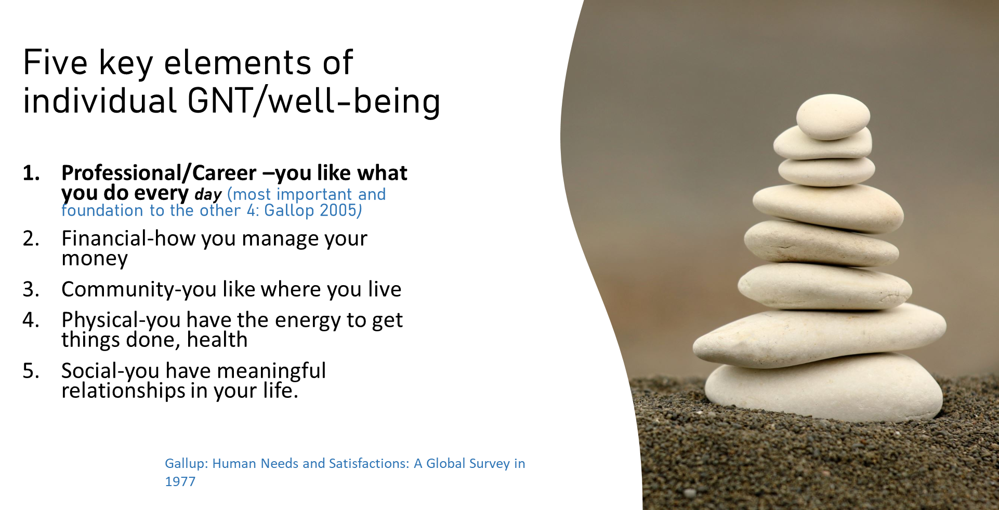 Five key elements of
individual GNT/well-being
1. Professional/Career –you like what
you do every day (most important and
foundation to the other 4: Gallop 2005)
2. Financial-how you manage your
money
3. Community-you like where you live
4. Physical-you have the energy to get
things done, health
5. Social-you have meaningful
relationships in your life.
Gallup: Human Needs and Satisfactions: A Global Survey in
1977